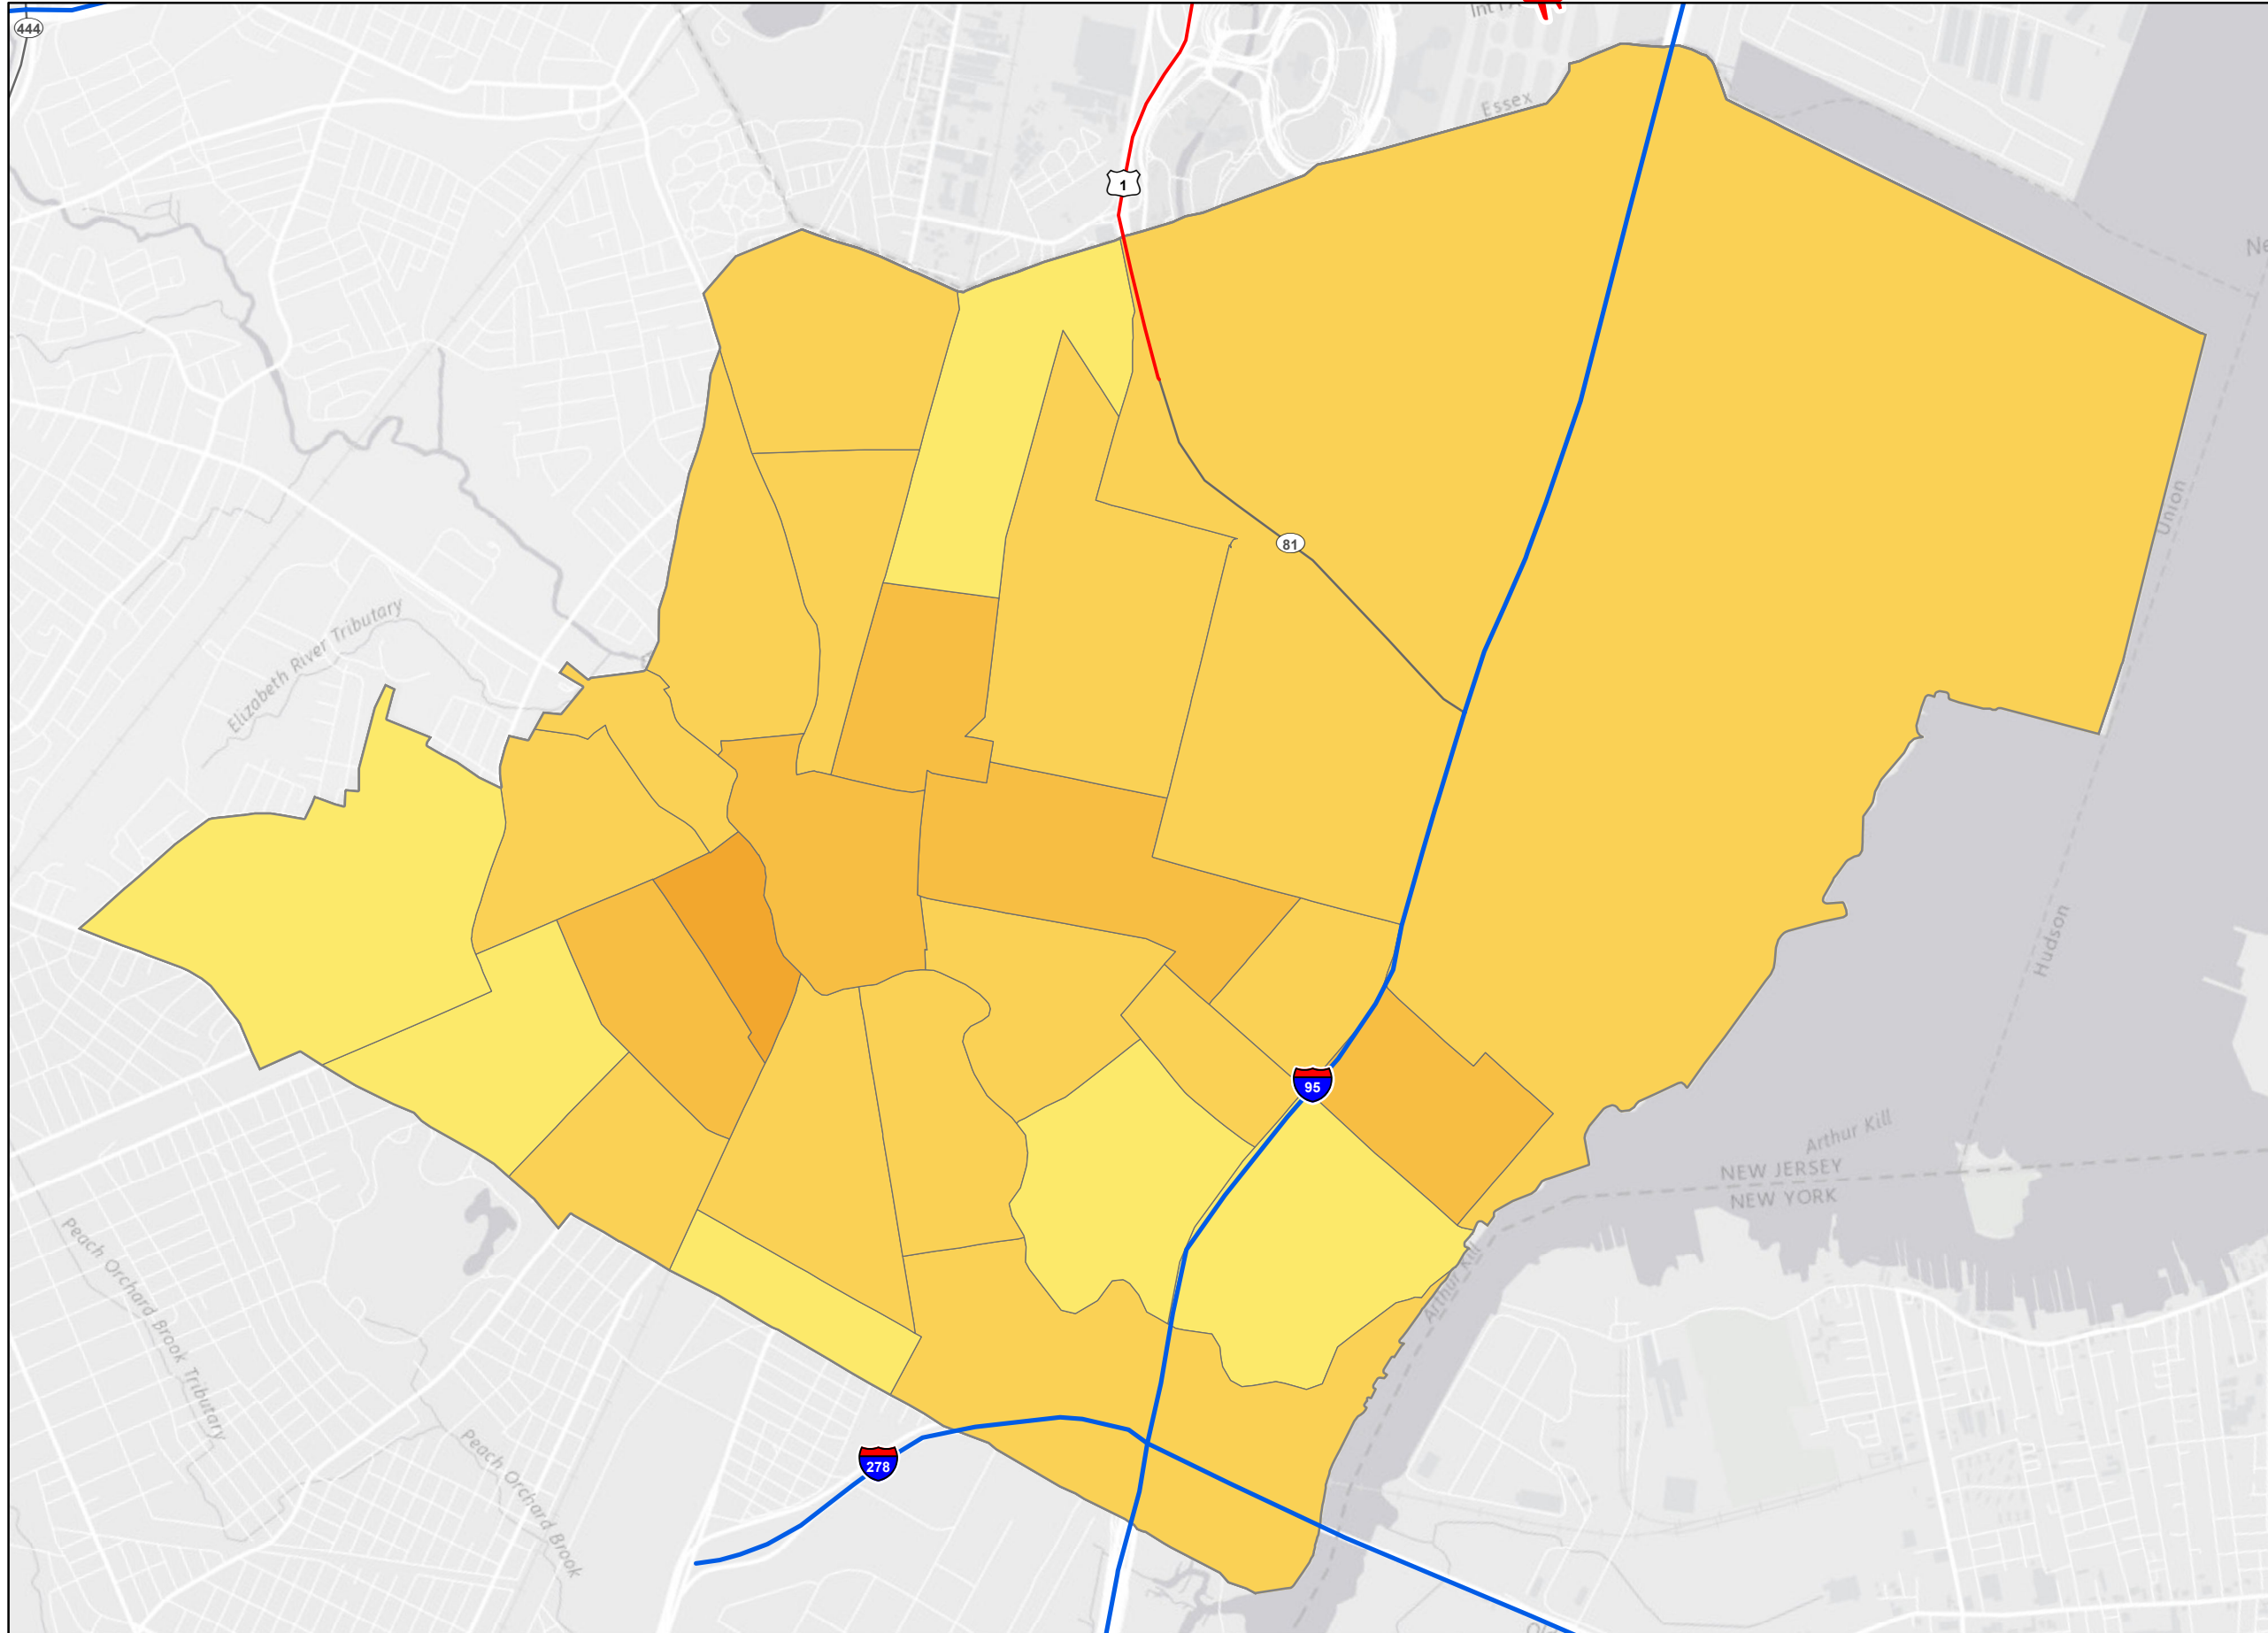 444
Essex
1
Union
81
Elizabeth River Tributary
Hudson
95
Arthur Kill
NEW JERSEY
NEW YORK
Arthur Kill
Peach Orchard Brook Tributary
Peach Orchard Brook
278